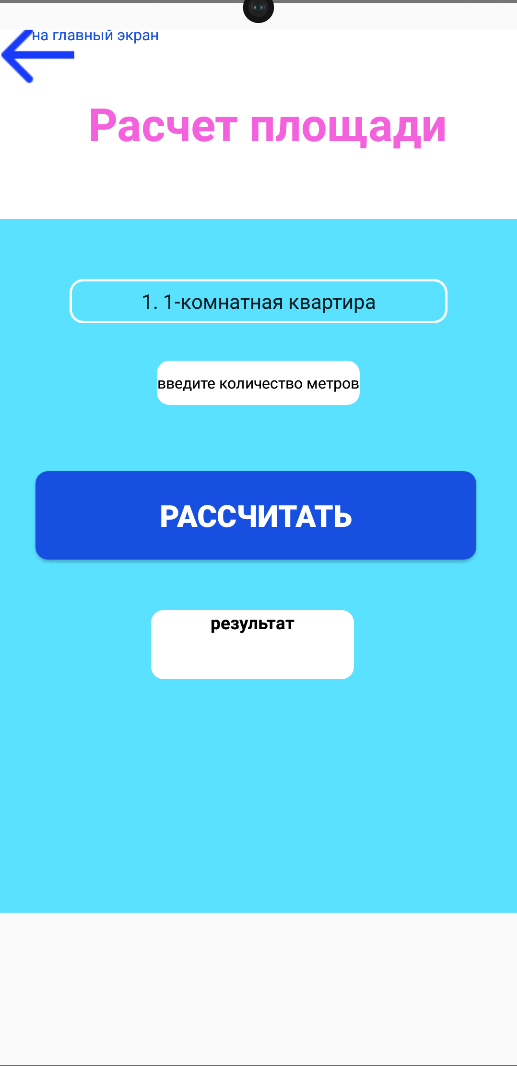 на главный экран
Расчет площади
1. 1-комнатная квартира
введите количество метров
РАССЧИТАТЬ
результат